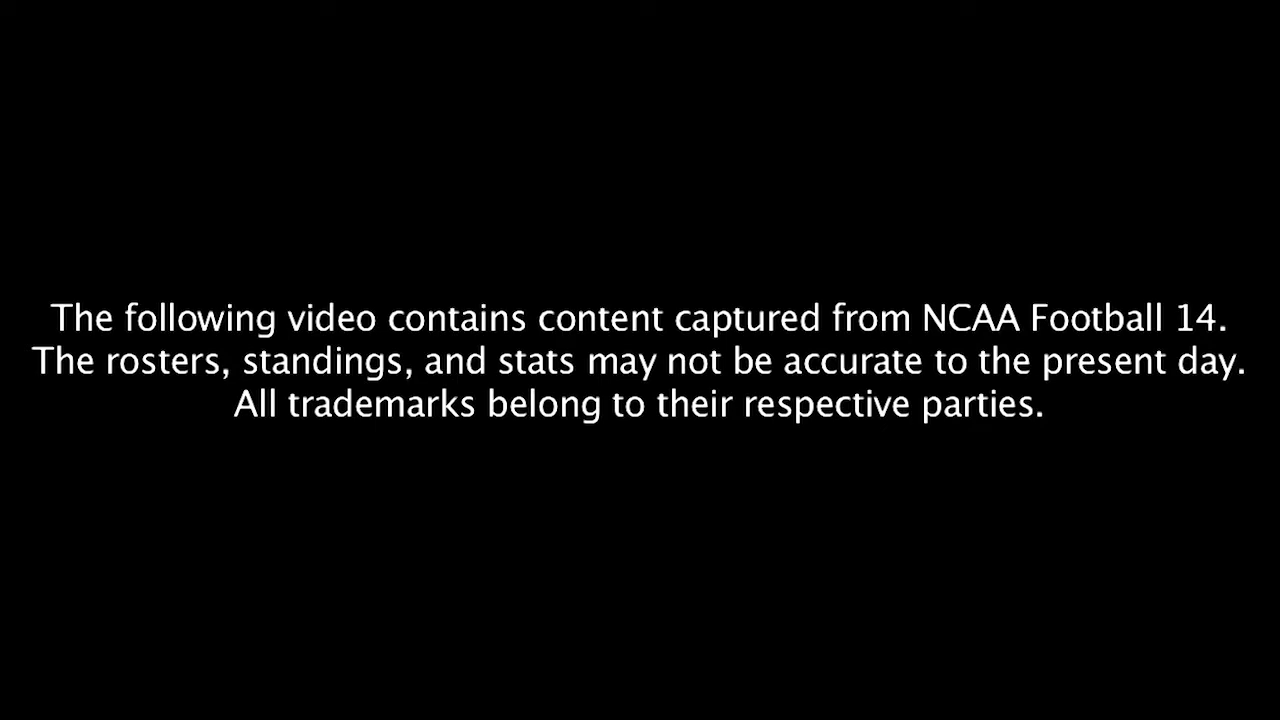 The following video contains content captured from NCAA Football 14.
The rosters, standings, and stats may not be accurate to the present day.
All trademarks belong to their respective parties.